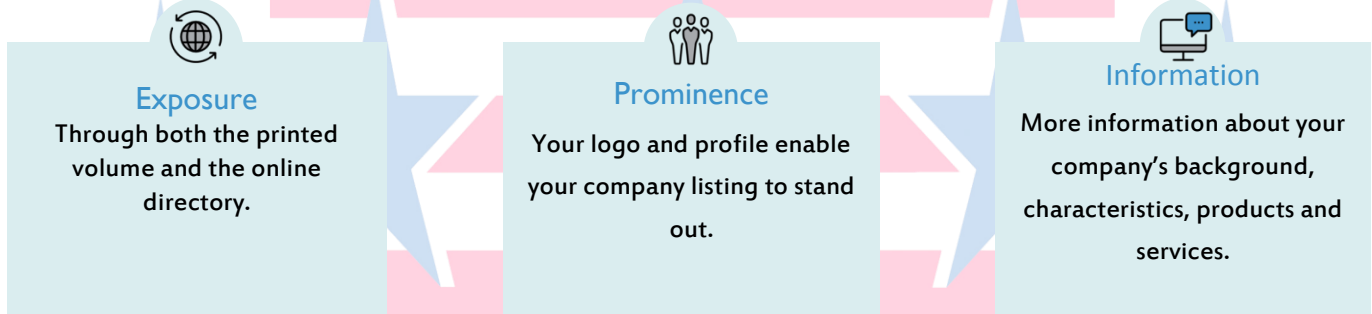 Exposure
Through both the printed
volume and the online
directory.
Prominence
Your logo and profile enable
your company listing to stand
out.
Information
More information about your
company’s background,
characteristics, products and
services.